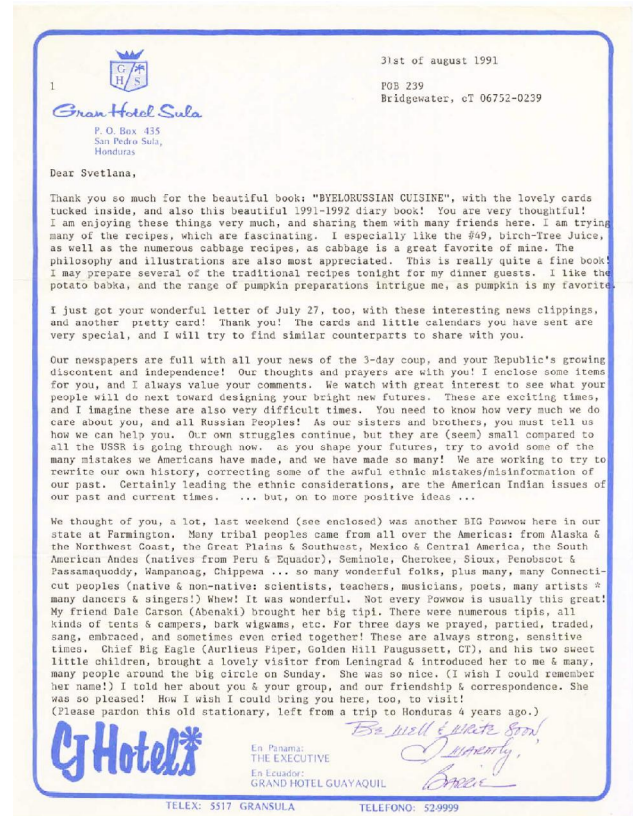 31st of august 1991
1
G H S
POB 239
Bridgewater, cT 06752-0239
Gran Hotel Sula
P. O. Box 435
San Pedro Sula,
Honduras
Dear Svetlana,
Thank you so much for the beautiful book: "BYELORUSSIAN CUISINE", with the lovely cards
tucked inside, and also this beautiful 1991-1992 diary book! You are very thoughtful!
I am enjoying these things very much, and sharing them with many friends here. I am trying
many of the recipes, which are fascinating. I especially like the #49, birch-Tree Juice,
as well as the numerous cabbage recipes, as cabbage is a great favorite of mine. The
philosophy and illustrations are also most appreciated. This is really quite a fine book!
I may prepare several of the traditional recipes tonight for my dinner guests. I like the
potato babka, and the range of pumpkin preparations intrigue me, as pumpkin is my favorite.
I just got your wonderful letter of July 27, too, with these interesting news clippings,
and another pretty card! Thank you! The cards and little calendars you have sent are
very special, and I will try to find similar counterparts to share with you.
Our newspapers are full with all your news of the 3-day coup, and your Republic's growing
discontent and independence! Our thoughts and prayers are with you! I enclose some items
for you, and I always value your comments. We watch with great interest to see what your
people will do next toward designing your bright new futures. These are exciting times,
and I imagine these are also very difficult times. You need to know how very much we do
care about you, and all Russian Peoples! As our sisters and brothers, you must tell us
how we can help you. Our own struggles continue, but they are (seem) small compared to
all the USSR is going through now. as you shape your futures, try to avoid some of the
many mistakes we Americans have made, and we have made so many! We are working to try to
rewrite our own history, correcting some of the awful ethnic mistakes/misinformation of
our past. Certainly leading the ethnic considerations, are the American Indian issues of
our past and current times. ... but, on to more positive ideas ...
We thought of you, a lot, last weekend (see enclosed) was another BIG Powwow here in our
state at Farmington. Many tribal peoples came from all over the Americas: from Alaska &
the Northwest Coast, the Great Plains & Southwest, Mexico & Central America, the South
American Andes (natives from Peru & Equador), Seminole, Cherokee, Sioux, Penobscot &
Passamaquoddy, Wampanoag, Chippewa ... so many wonderful folks, plus many, many Connecti-
cut peoples (native & non-native: scientists, teachers, musicians, poets, many artists *
many dancers & singers!) Whew! It was wonderful. Not every Powwow is usually this great!
My friend Dale Carson (Abenaki) brought her big tipi. There were numerous tipis, all
kinds of tents & campers, bark wigwams, etc. For three days we prayed, partied, traded,
sang, embraced, and sometimes even cried together! These are always strong, sensitive
times. Chief Big Eagle (Aurlieus Piper, Golden Hill Paugussett, CT), and his two sweet
little children, brought a lovely visitor from Leningrad & introduced her to me & many,
many people around the big circle on Sunday. She was so nice. (I wish I could remember
her name!) I told her about you & your group, and our friendship & correspondence. She
was so pleased! How I wish I could bring you here, too, to visit!
(Please pardon this old stationary, left from a trip to Honduras 4 years ago.)
Be well & write soon!
Warmly,
Barrie
Hotels
En Panama:
THE EXECUTIVE
En Ecuador:
GRAND HOTEL GUAYAQUIL
TELEX: 5517 GRANSULA TELEFONO: 52-9999